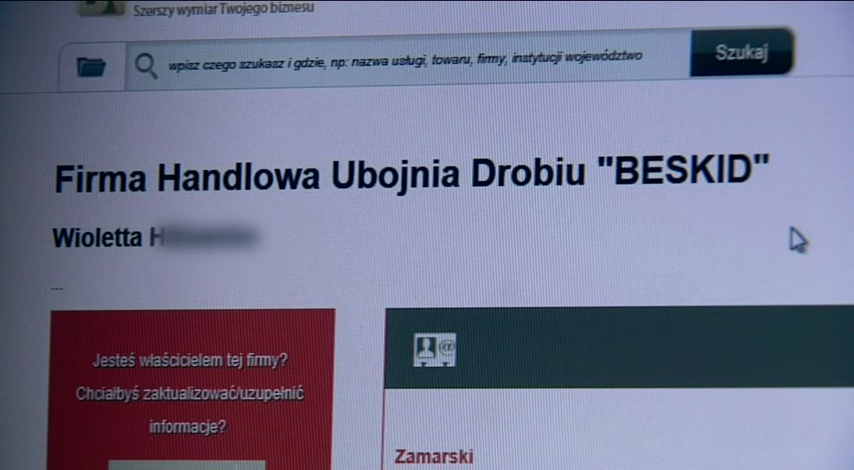 Szerszy wymiar Twojego biznesu
wpisz czego szukasz i gdzie, np: nazwa usługi, towaru, firmy, instytucji województwo
Szukaj
Firma Handlowa Ubojnia Drobiu "BESKID"
Wioletta H
Jesteś właścicielem tej firmy?
Chciałbyś zaktualizować/uzupełnić
informacje?
@
Zamarski